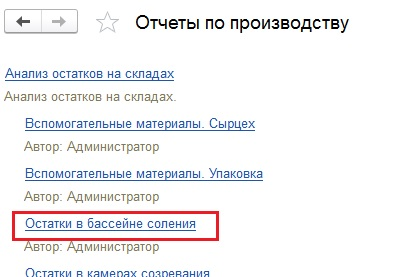 Отчеты по производству
Анализ остатков на складах
Анализ остатков на складах.
Вспомогательные материалы. Сырцех
Автор: Администратор
Вспомогательные материалы. Упаковка
Автор: Администратор
Остатки в бассейне соления
Автор: Администратор
Остатки в камерах созревания